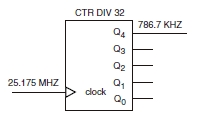 CTR DIV 32
786.7 KHZ
Q4
Q3
Q2
25.175 MHZ
Q1
clock
Q0